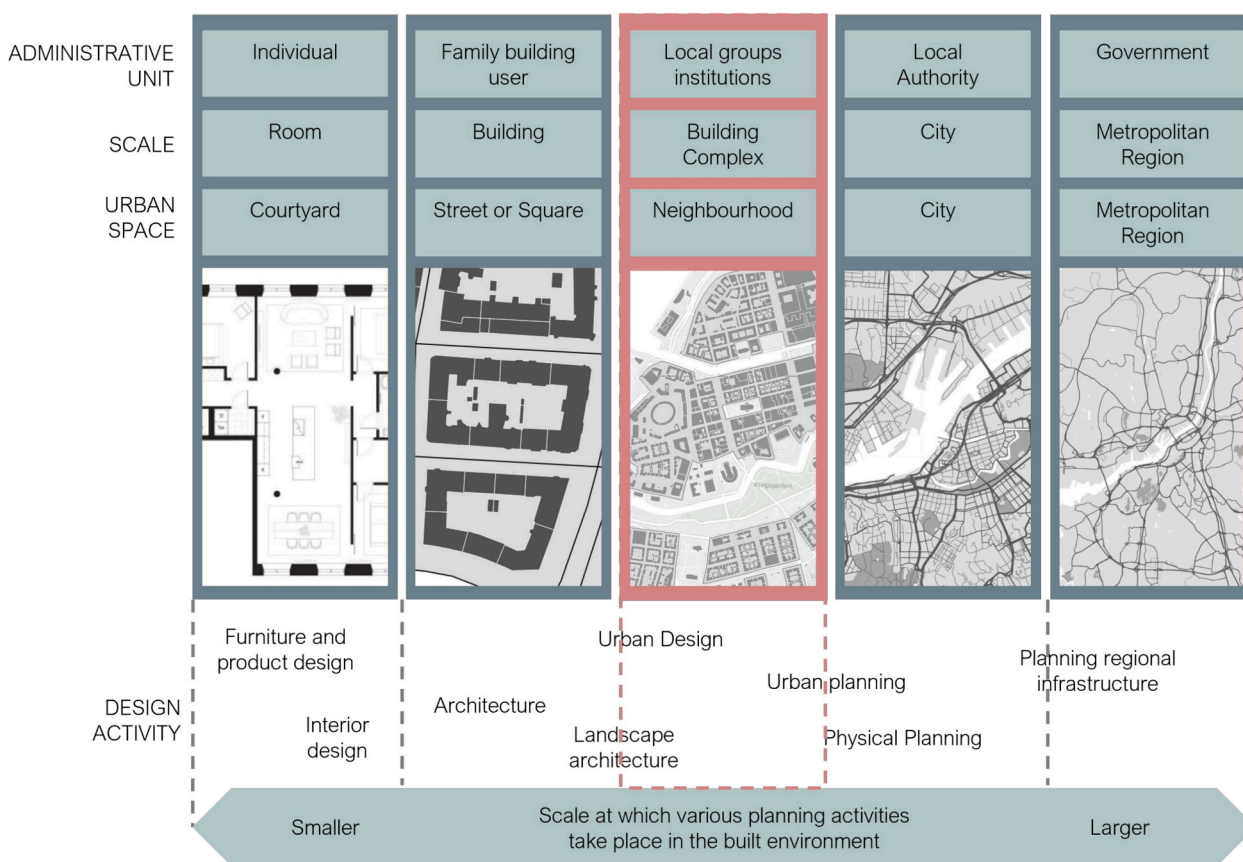 ADMINISTRATIVE
UNIT
Individual
Family building
user
Local groups
institutions
Local
Authority
Government
SCALE
Room
Building
Building
Complex
City
Metropolitan
Region
URBAN
SPACE
Courtyard
Street or Square
Neighbourhood
City
Metropolitan
Region
DESIGN
ACTIVITY
Furniture and
product design
Interior
design
Architecture
Urban Design
Landscape
architecture
Urban planning
Physical Planning
Planning regional
infrastructure
Smaller
Scale at which various planning activities
take place in the built environment
Larger